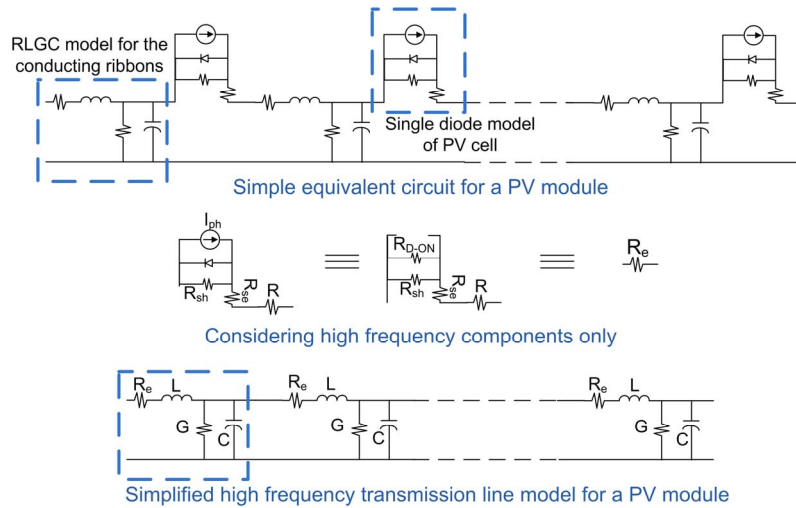 RLGC model for the
conducting ribbons
Single diode model
of PV cell
Simple equivalent circuit for a PV module
Iph
Rsh
Rse
R
RD-ON
Rsh
Rse
R
Re
Considering high frequency components only
Re
L
G
C
Re
L
G
C
Re
L
G
C
Simplified high frequency transmission line model for a PV module